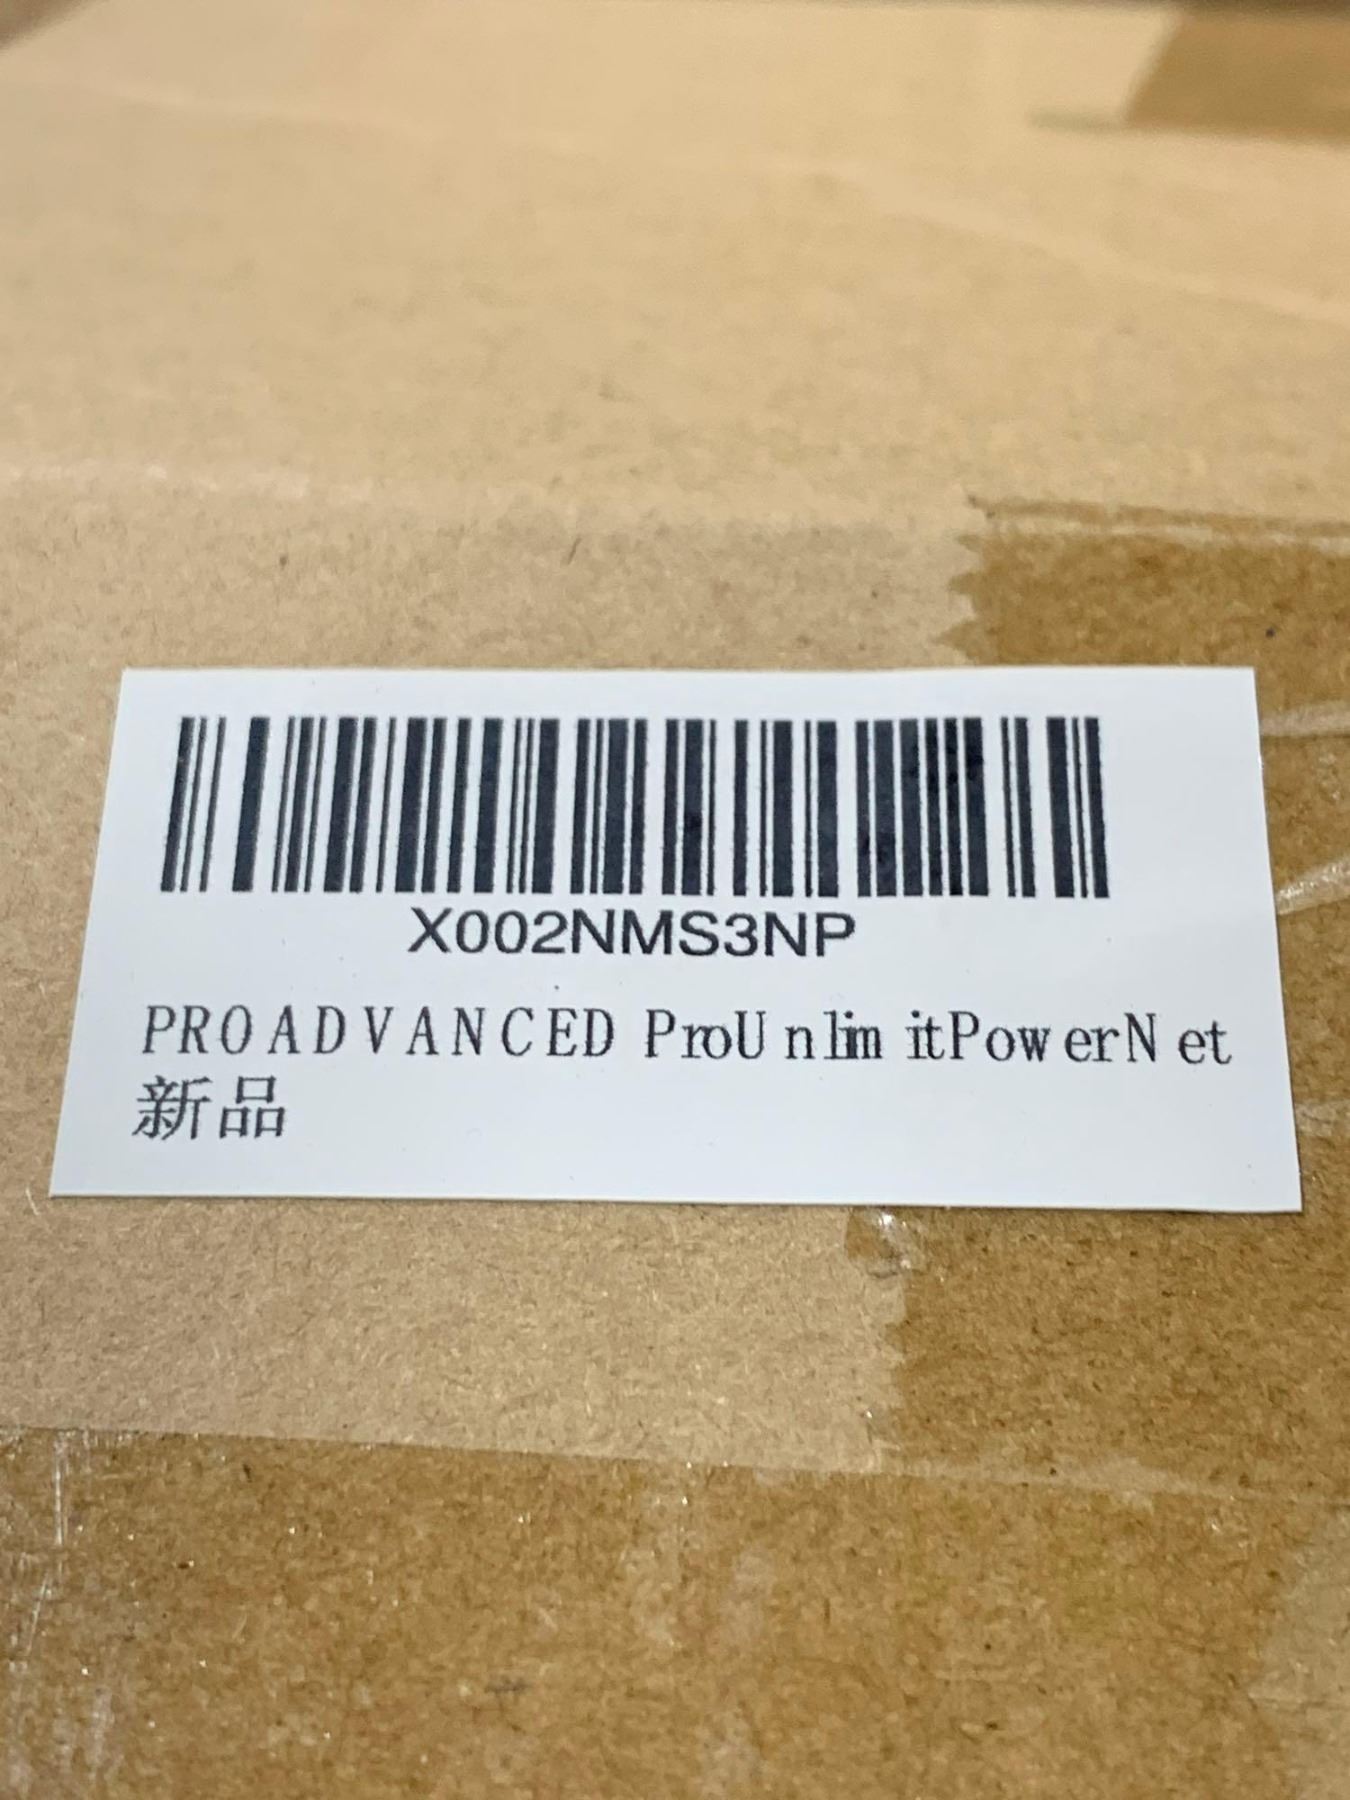 X002NMS3NP
PROADVANCED ProUnlimitPowerNet
新品